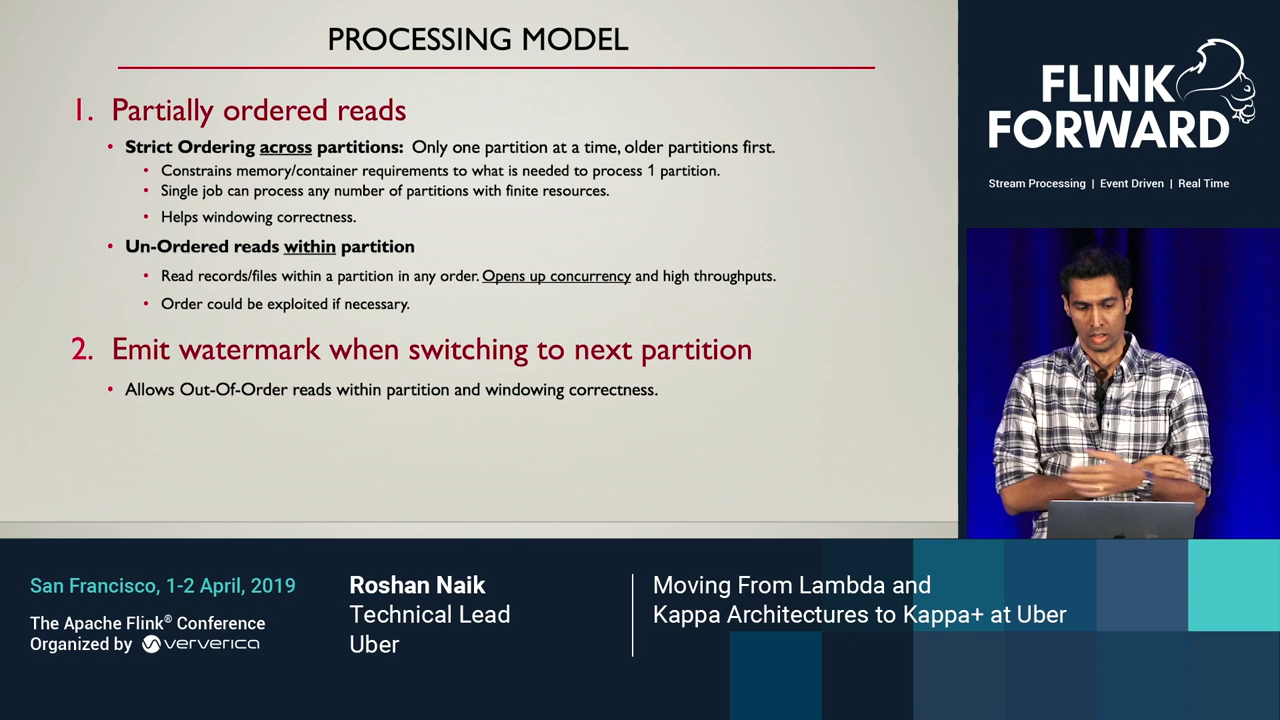 PROCESSING MODEL
1. Partially ordered reads
• Strict Ordering across partitions: Only one partition at a time, older partitions first.
• Constrains memory/container requirements to what is needed to process 1 partition.
• Single job can process any number of partitions with finite resources.
• Helps windowing correctness.
• Un-Ordered reads within partition
• Read records/files within a partition in any order. Opens up concurrency and high throughputs.
• Order could be exploited if necessary.
2. Emit watermark when switching to next partition
• Allows Out-Of-Order reads within partition and windowing correctness.
FLINK
FORWARD
Stream Processing | Event Driven | Real Time
San Francisco, 1-2 April, 2019
The Apache Flink® Conference
Organized by ververica
Roshan Naik
Technical Lead
Uber
Moving From Lambda and
Kappa Architectures to Kappa+ at Uber